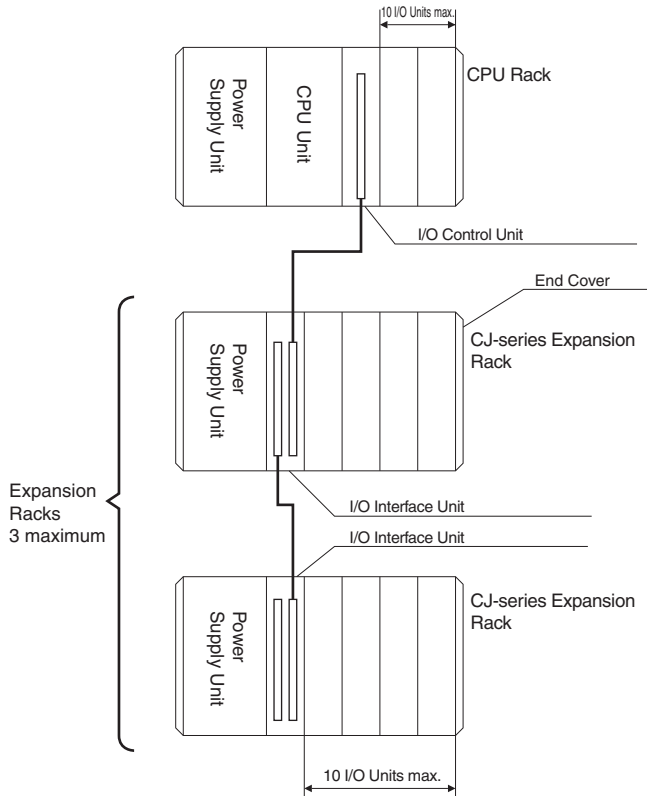 10 I/O Units max.
CPU Rack
Power
Supply Unit
CPU Unit
I/O Control Unit
End Cover
CJ-series Expansion
Rack
Power
Supply Unit
Expansion
Racks
3 maximum
I/O Interface Unit
I/O Interface Unit
CJ-series Expansion
Rack
Power
Supply Unit
10 I/O Units max.